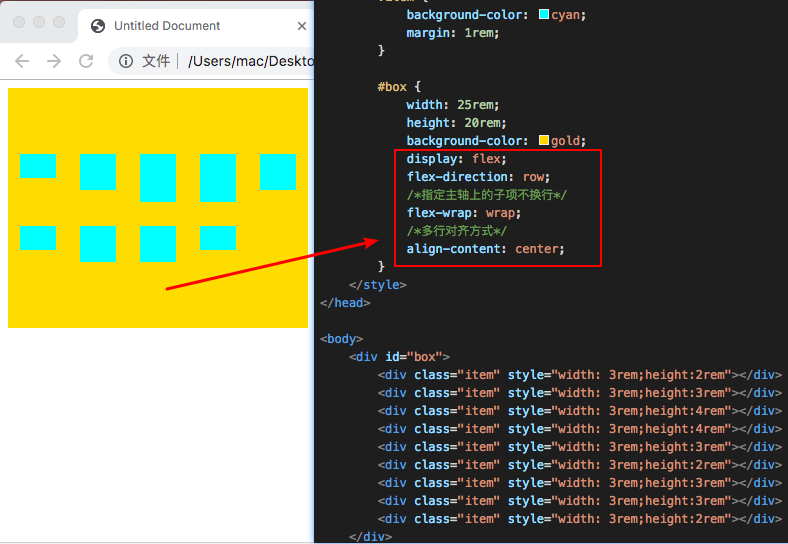 Untitled Document
文件 /Users/mac/Deskto
background-color: cyan;
margin: 1rem;
}
#box {
width: 25rem;
height: 20rem;
background-color: gold;
display: flex;
flex-direction: row;
/*指定主轴上的子项不换行*/
flex-wrap: wrap;
/*多行对齐方式*/
align-content: center;
}
</style>
</head>
<body>
<div id="box">
<div class="item" style="width: 3rem;height:2rem"></div>
<div class="item" style="width: 3rem;height:3rem"></div>
<div class="item" style="width: 3rem;height:4rem"></div>
<div class="item" style="width: 3rem;height:4rem"></div>
<div class="item" style="width: 3rem;height:3rem"></div>
<div class="item" style="width: 3rem;height:2rem"></div>
<div class="item" style="width: 3rem;height:3rem"></div>
<div class="item" style="width: 3rem;height:3rem"></div>
<div class="item" style="width: 3rem;height:2rem"></div>
</div>